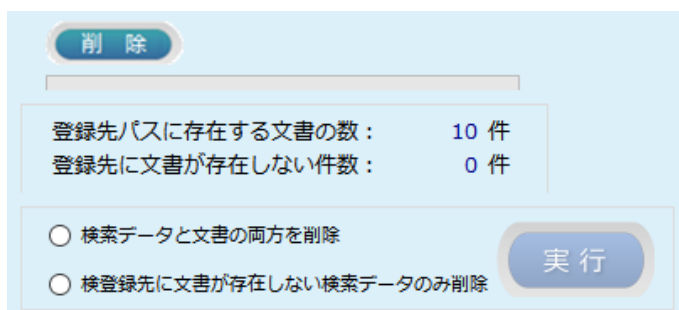 削 除
登録先パスに存在する文書の数： 10 件
登録先に文書が存在しない件数： 0 件
検索データと文書の両方を削除
検登録先に文書が存在しない検索データのみ削除
実 行